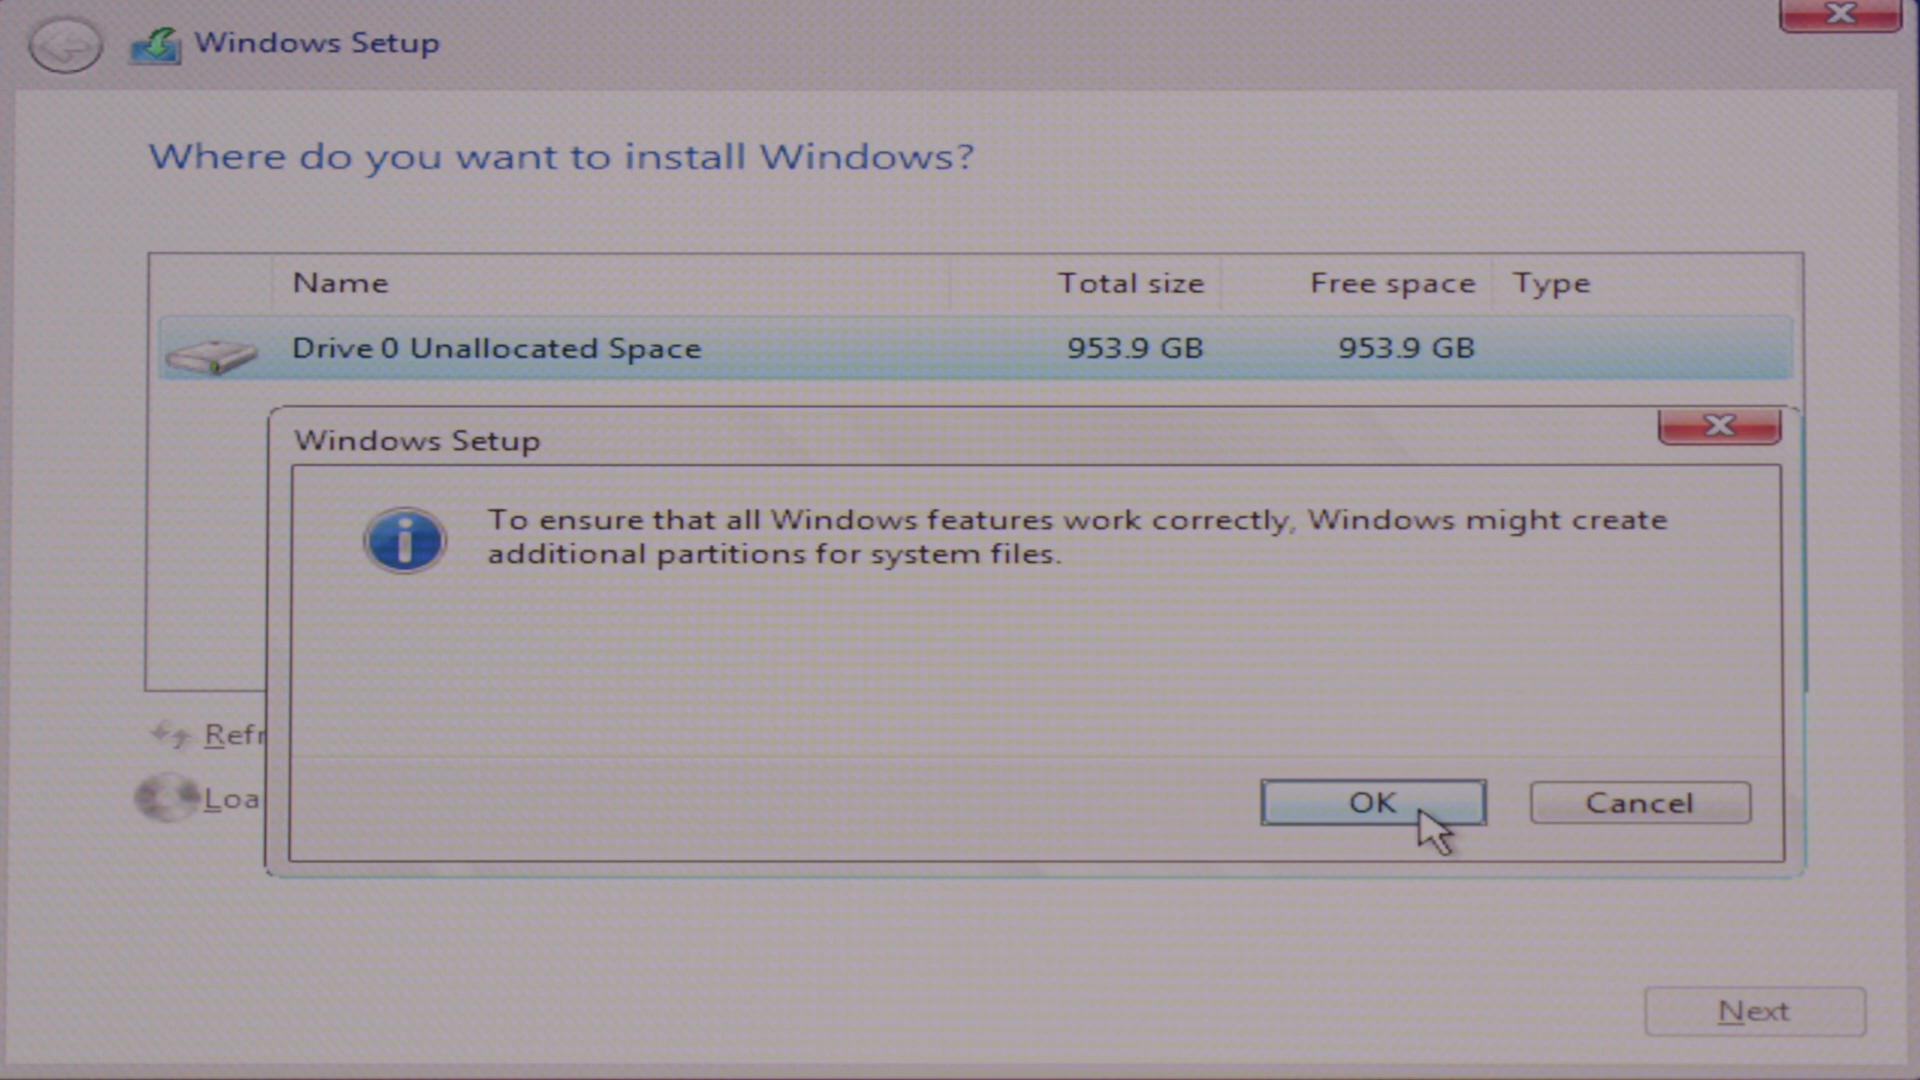 Windows Setup
Where do you want to install Windows?
Name Total size Free space Type
Drive 0 Unallocated Space 953.9 GB 953.9 GB
Windows Setup
To ensure that all Windows features work correctly, Windows might create
additional partitions for system files.
Refr
Loa
OK Cancel
Next